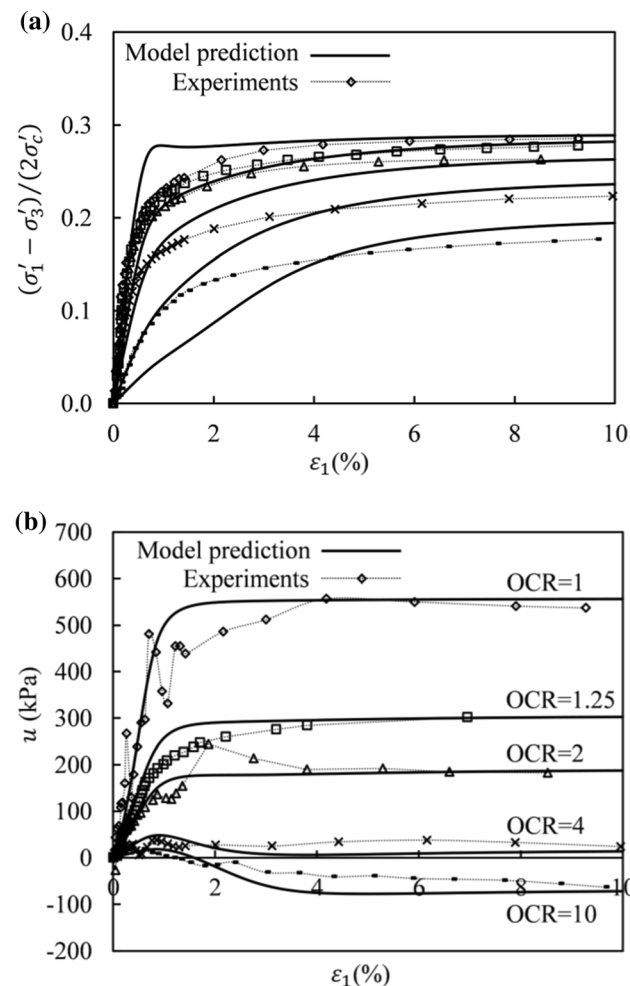 (a)
0.4
0.3
0.2
0.1
0.0
(σ′₁ − σ′₃)/(2σ′c)
Model prediction
Experiments
0 2 4 6 8 10
ε₁(%)
(b)
700
600
500
400
300
200
100
0
-100
-200
u (kPa)
Model prediction
Experiments
OCR=1
OCR=1.25
OCR=2
OCR=4
OCR=10
0 2 4 6 8 10
ε₁(%)